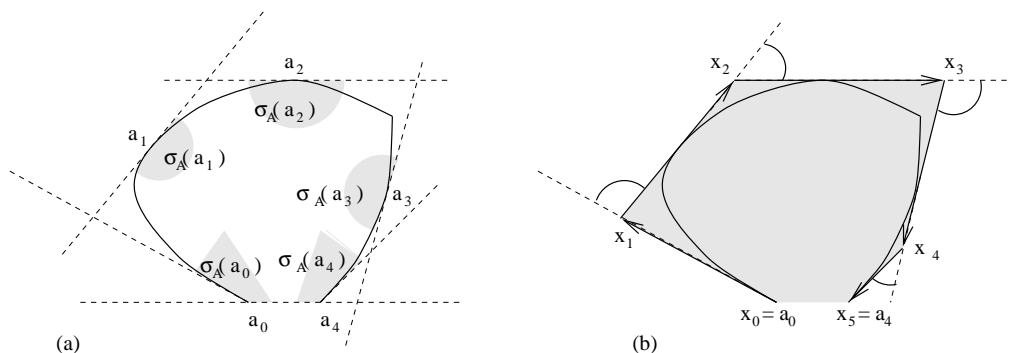 a2
σA(a2)
a1
σA(a1)
σA(a3)
a3
σA(a0)
σA(a4)
a0
a4
(a)
x2
x3
x1
x4
x0 = a0
x5 = a4
(b)